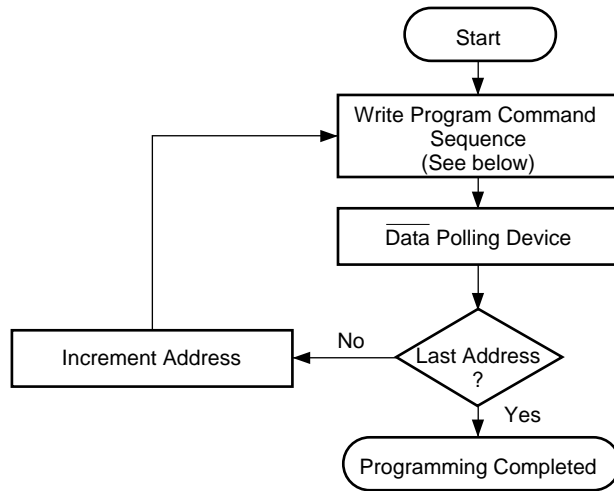 Start
Write Program Command
Sequence
(See below)
Data Polling Device
Last Address
?
No
Increment Address
Yes
Programming Completed